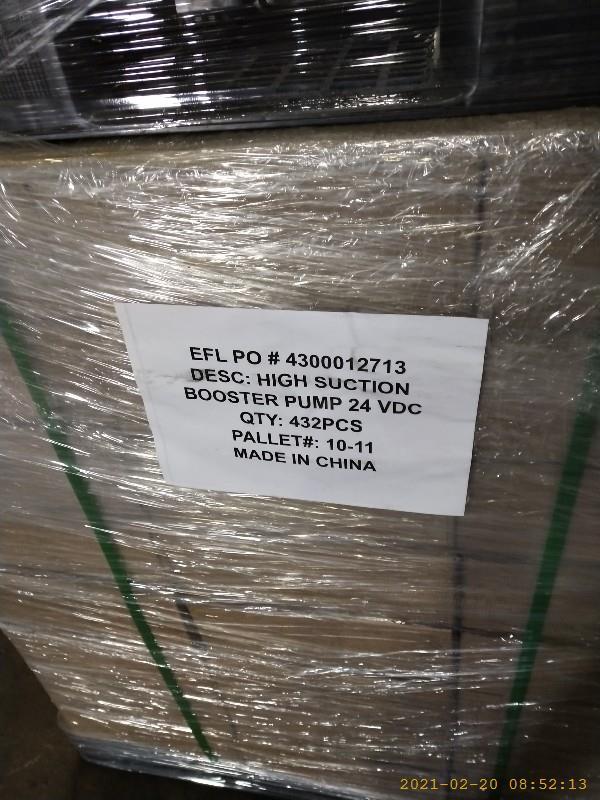 EFL PO # 4300012713
DESC: HIGH SUCTION
BOOSTER PUMP 24 VDC
QTY: 432PCS
PALLET#: 10-11
MADE IN CHINA
2021-02-20 08:52:13